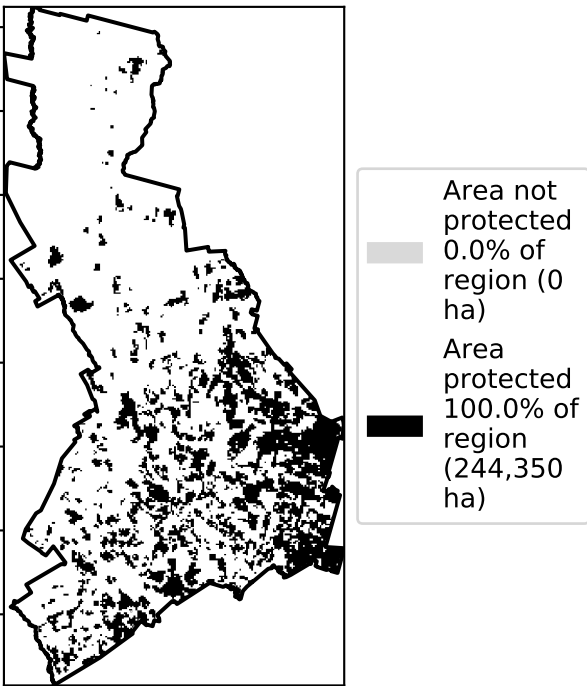 Area not
protected
0.0% of
region (0
ha)
Area
protected
100.0% of
region
(244,350
ha)